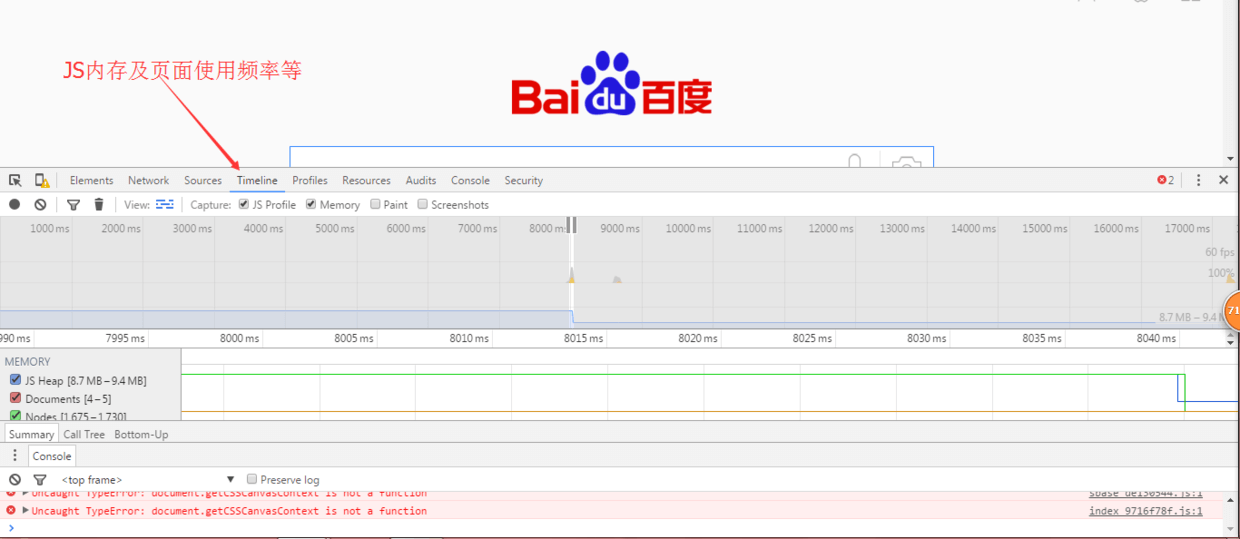 JS内存及页面使用频率等
Bai du 百度
Elements Network Sources Timeline Profiles Resources Audits Console Security 2
View: Capture: JS Profile Memory Paint Screenshots
1000 ms 2000 ms 3000 ms 4000 ms 5000 ms 6000 ms 7000 ms 8000 ms 9000 ms 10000 ms 11000 ms 12000 ms 13000 ms 14000 ms 15000 ms 16000 ms 17000 ms
60 fps
100%
71
8.7 MB – 9.4 M
990 ms 7995 ms 8000 ms 8005 ms 8010 ms 8015 ms 8020 ms 8025 ms 8030 ms 8035 ms 8040 ms
MEMORY
JS Heap [8.7 MB – 9.4 MB]
Documents [4 – 5]
Nodes [1 675 – 1 730]
Summary Call Tree Bottom-Up
Console
<top frame> Preserve log
Uncaught TypeError: document.getCSSCanvasContext is not a function
Uncaught TypeError: document.getCSSCanvasContext is not a function index 9716f78f.js:1